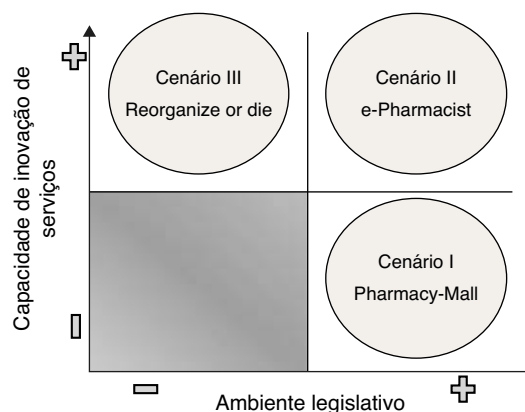 Capacidade de inovação de
serviços
Cenário III
Reorganize or die
Cenário II
e-Pharmacist
Cenário I
Pharmacy-Mall
Ambiente legislativo